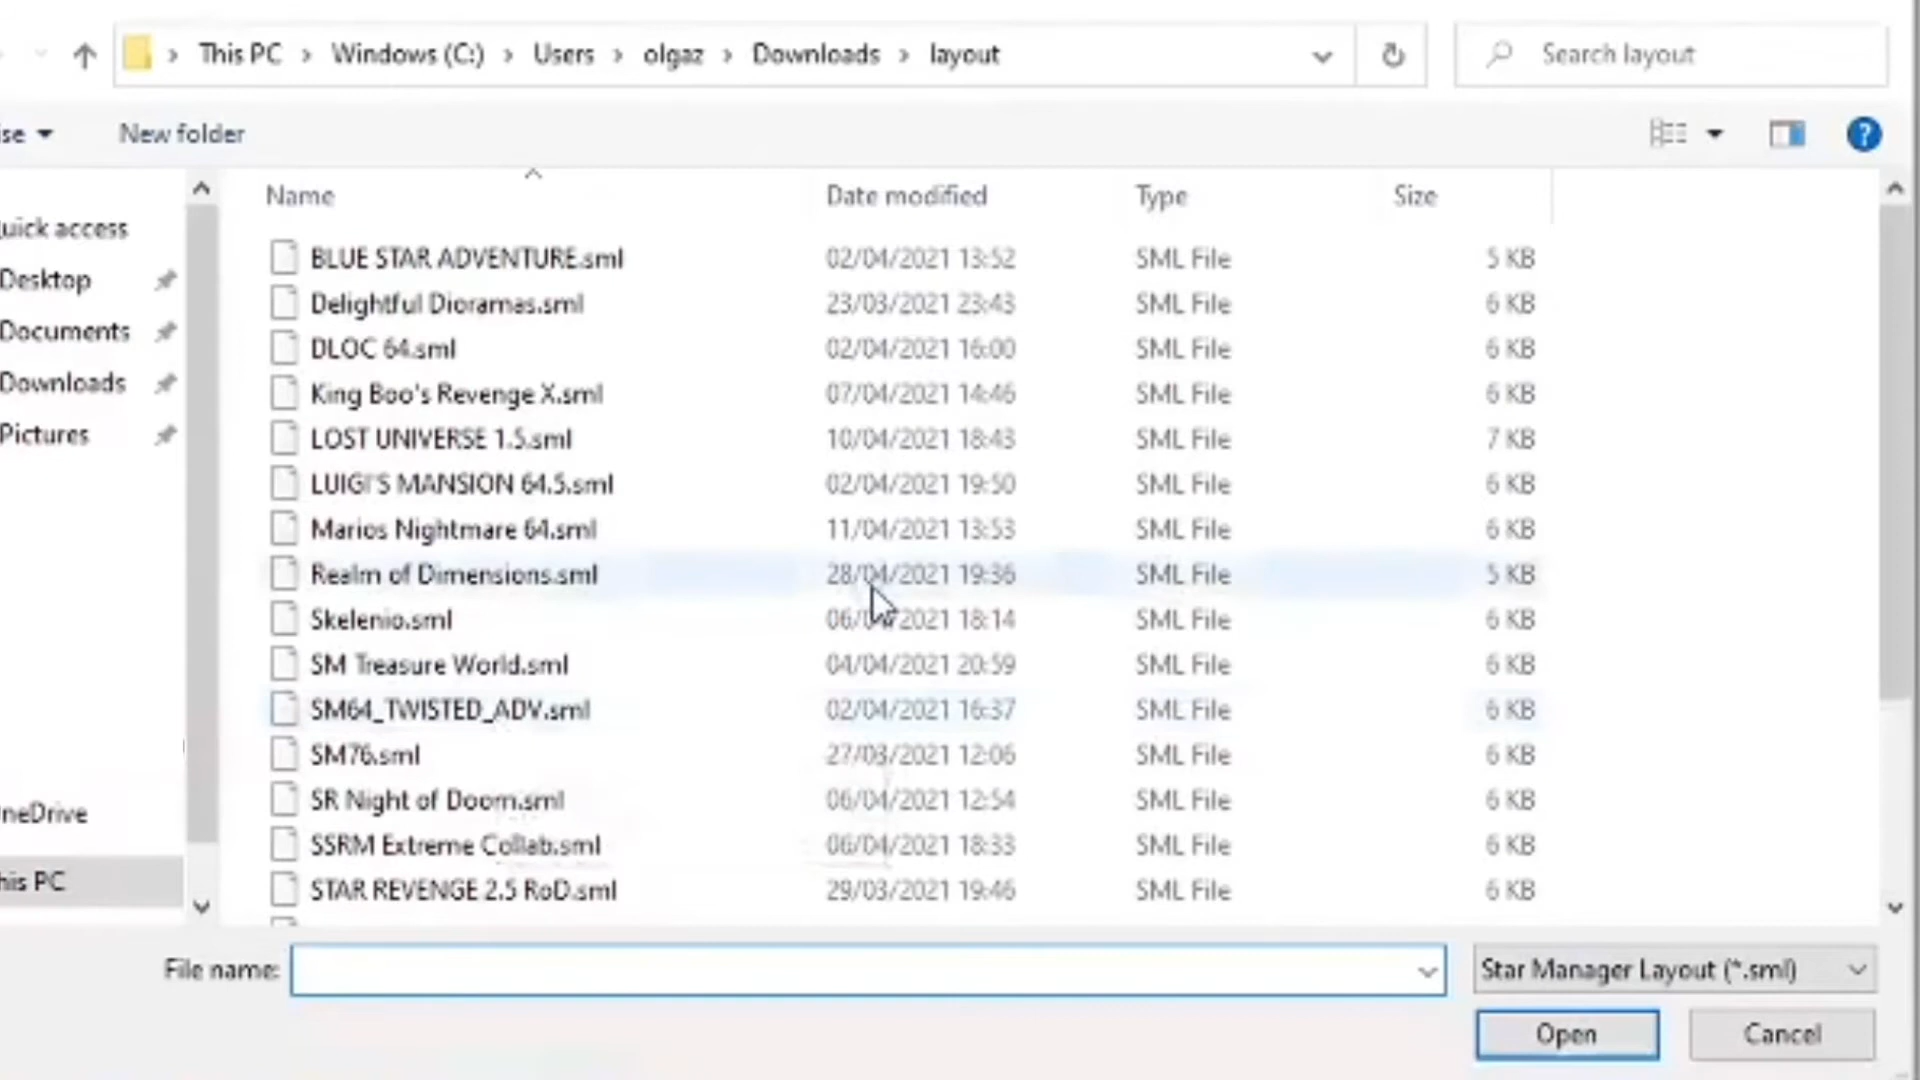 This PC > Windows (C:) > Users > olgaz > Downloads > layout
Search layout
ise
New folder
?
Name Date modified Type Size
uick access
Desktop
Documents
Downloads
Pictures
neDrive
his PC
BLUE STAR ADVENTURE.sml 02/04/2021 13:52 SML File 5 KB
Delightful Dioramas.sml 23/03/2021 23:43 SML File 6 KB
DLOC 64.sml 02/04/2021 16:00 SML File 6 KB
King Boo's Revenge X.sml 07/04/2021 14:46 SML File 6 KB
LOST UNIVERSE 1.5.sml 10/04/2021 18:43 SML File 7 KB
LUIGI'S MANSION 64.5.sml 02/04/2021 19:50 SML File 6 KB
Marios Nightmare 64.sml 11/04/2021 13:53 SML File 6 KB
Realm of Dimensions.sml 28/04/2021 19:36 SML File 5 KB
Skelenio.sml 06/04/2021 18:14 SML File 6 KB
SM Treasure World.sml 04/04/2021 20:59 SML File 6 KB
SM64_TWISTED_ADV.sml 02/04/2021 16:37 SML File 6 KB
SM76.sml 27/03/2021 12:06 SML File 6 KB
SR Night of Doom.sml 06/04/2021 12:54 SML File 6 KB
SSRM Extreme Collab.sml 06/04/2021 18:33 SML File 6 KB
STAR REVENGE 2.5 RoD.sml 29/03/2021 19:46 SML File 6 KB
File name:
Star Manager Layout (*.sml)
Open
Cancel